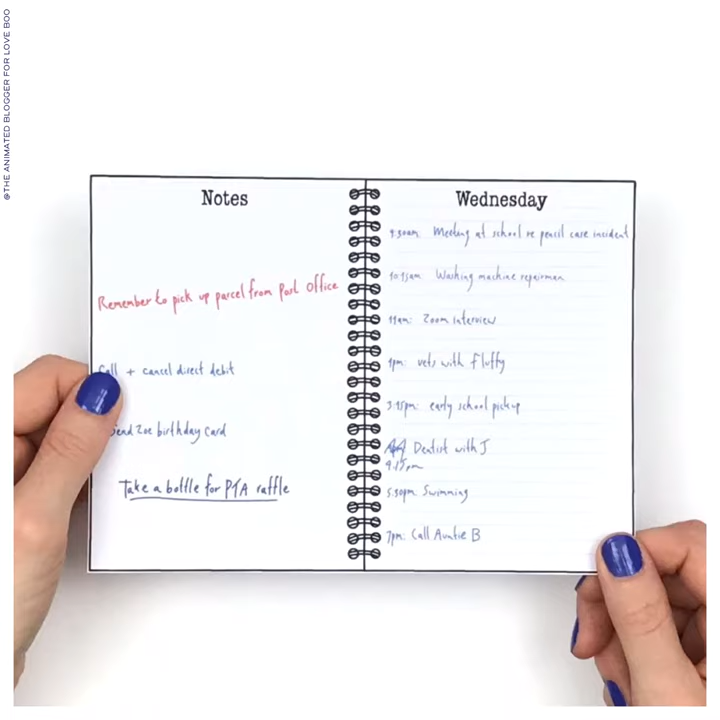 @THE ANIMATED BLOGGER FOR LOVE BOO
Notes
Remember to pick up parcel from Post Office
Call + cancel direct debit
Send Zoe birthday card
Take a bottle for PTA raffle
Wednesday
9.30am: Meeting at school re pencil case incident
10:15am: Washing machine repairman
11am: Zoom interview
1pm: vets with Fluffy
3:15pm: early school pickup
Dentist with J
4.15pm
5:30pm: Swimming
7pm: Call Auntie B